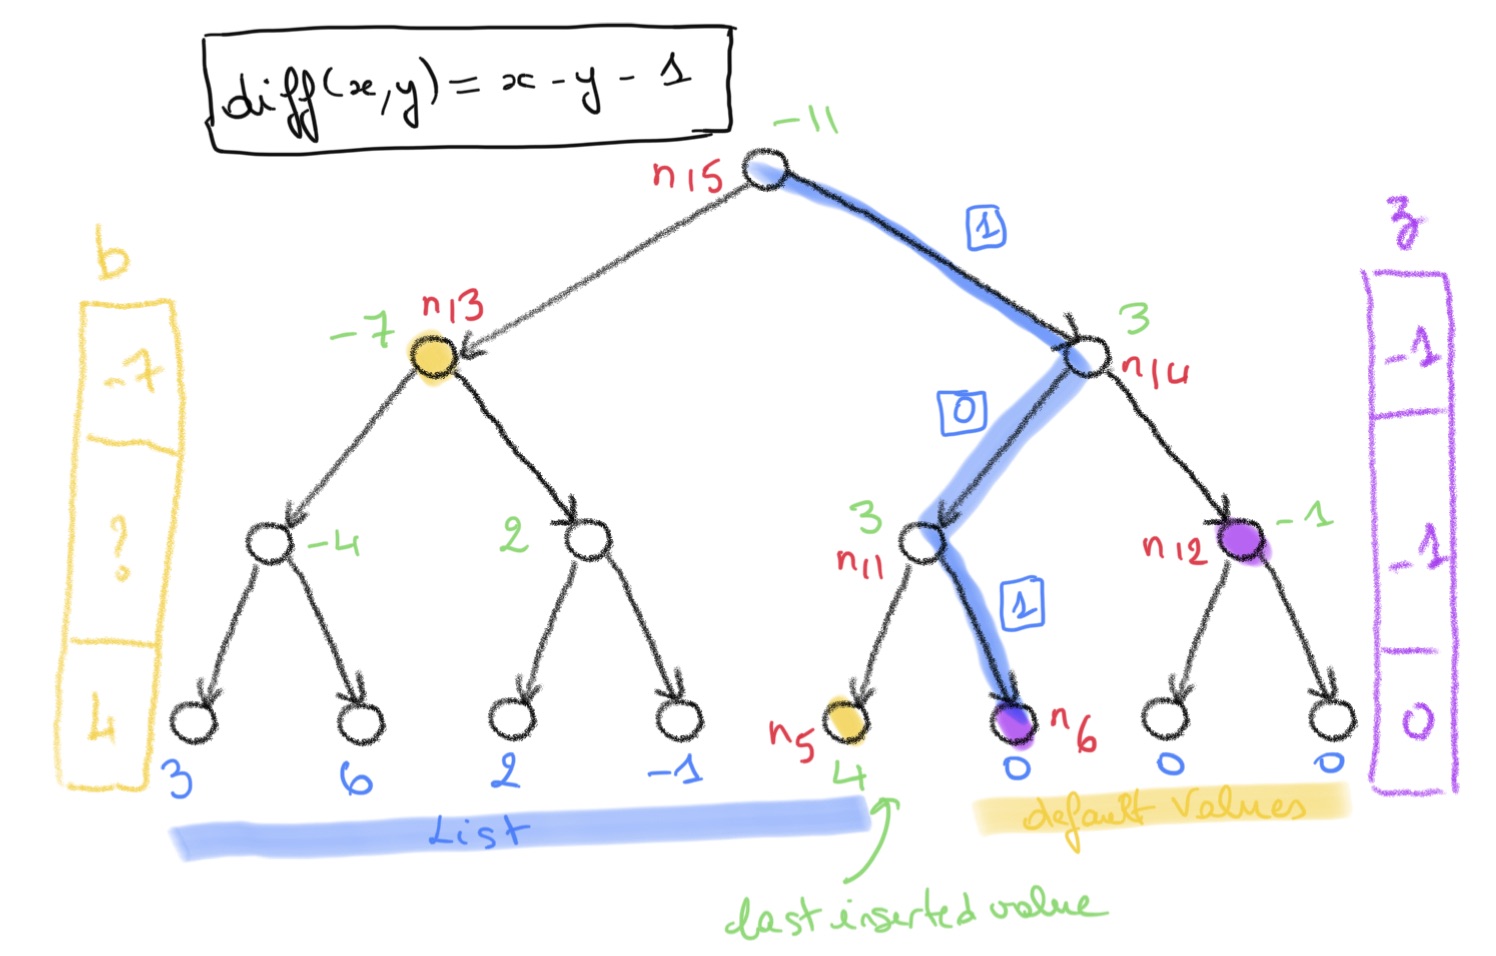 diff(x,y) = x - y - 1
-11
n15
1
b
z
n13
-7
3
n14
-7
-1
0
?
-4
2
3
n11
n12
-1
-1
1
4
n5
n6
0
3
6
2
-1
4
0
0
0
List
default values
last inserted value